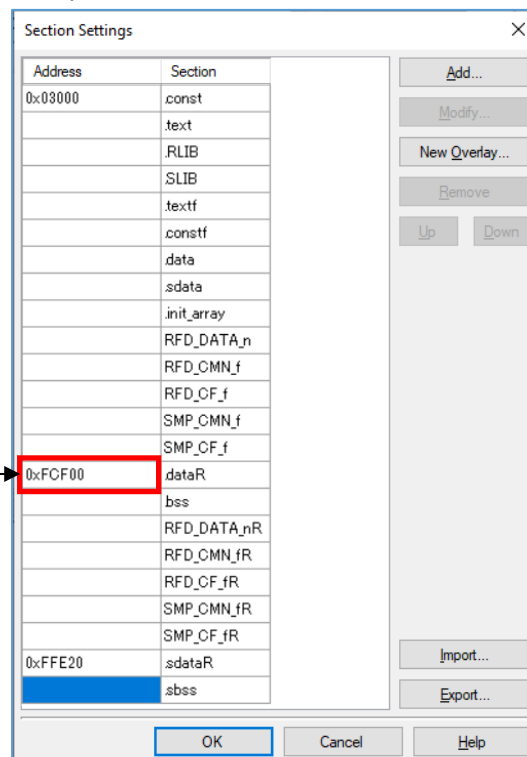 Section Settings
Address Section
0x03000 .const
.text
.RLIB
.SLIB
.textf
.constf
.data
.sdata
.init_array
RFD_DATA_n
RFD_CMN_f
RFD_CF_f
SMP_CMN_f
SMP_CF_f
0xFCF00 .dataR
.bss
RFD_DATA_nR
RFD_CMN_fR
RFD_CF_fR
SMP_CMN_fR
SMP_CF_fR
0xFFE20 .sdataR
.sbss
Add...
Modify...
New Overlay...
Remove
Up Down
Import...
Export...
OK Cancel Help